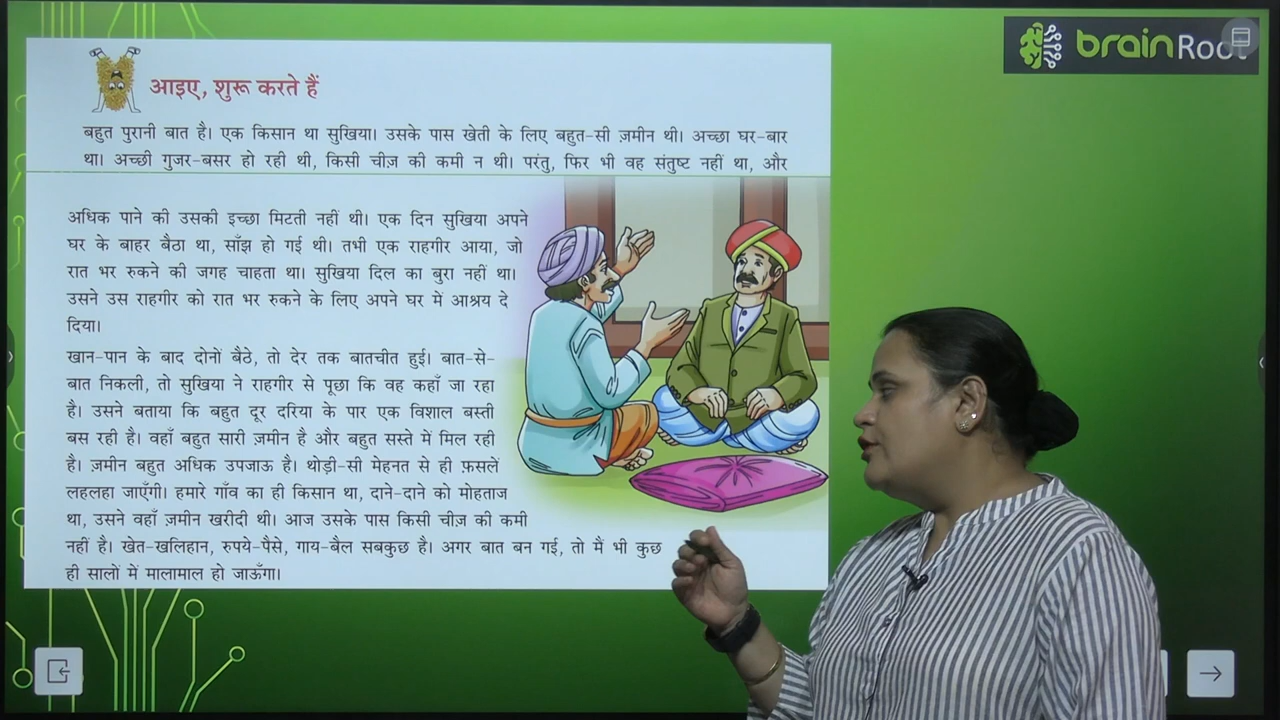 brainRoot
आइए, शुरू करते हैं
बहुत पुरानी बात है। एक किसान था सुखिया। उसके पास खेती के लिए बहुत-सी ज़मीन थी। अच्छा घर-बार
था। अच्छी गुजर-बसर हो रही थी, किसी चीज़ की कमी न थी। परंतु, फिर भी वह संतुष्ट नहीं था, और
अधिक पाने की उसकी इच्छा मिटती नहीं थी। एक दिन सुखिया अपने
घर के बाहर बैठा था, साँझ हो गई थी। तभी एक राहगीर आया, जो
रात भर रुकने की जगह चाहता था। सुखिया दिल का बुरा नहीं था।
उसने उस राहगीर को रात भर रुकने के लिए अपने घर में आश्रय दे
दिया।
खान-पान के बाद दोनों बैठे, तो देर तक बातचीत हुई। बात-से-
बात निकली, तो सुखिया ने राहगीर से पूछा कि वह कहाँ जा रहा
है। उसने बताया कि बहुत दूर दरिया के पार एक विशाल बस्ती
बस रही है। वहाँ बहुत सारी ज़मीन है और बहुत सस्ते में मिल रही
है। ज़मीन बहुत अधिक उपजाऊ है। थोड़ी-सी मेहनत से ही फ़सलें
लहलहा जाएँगी। हमारे गाँव का ही किसान था, दाने-दाने को मोहताज
था, उसने वहाँ ज़मीन खरीदी थी। आज उसके पास किसी चीज़ की कमी
नहीं है। खेत-खलिहान, रुपये-पैसे, गाय-बैल सबकुछ है। अगर बात बन गई, तो मैं भी कुछ
ही सालों में मालामाल हो जाऊँगा।